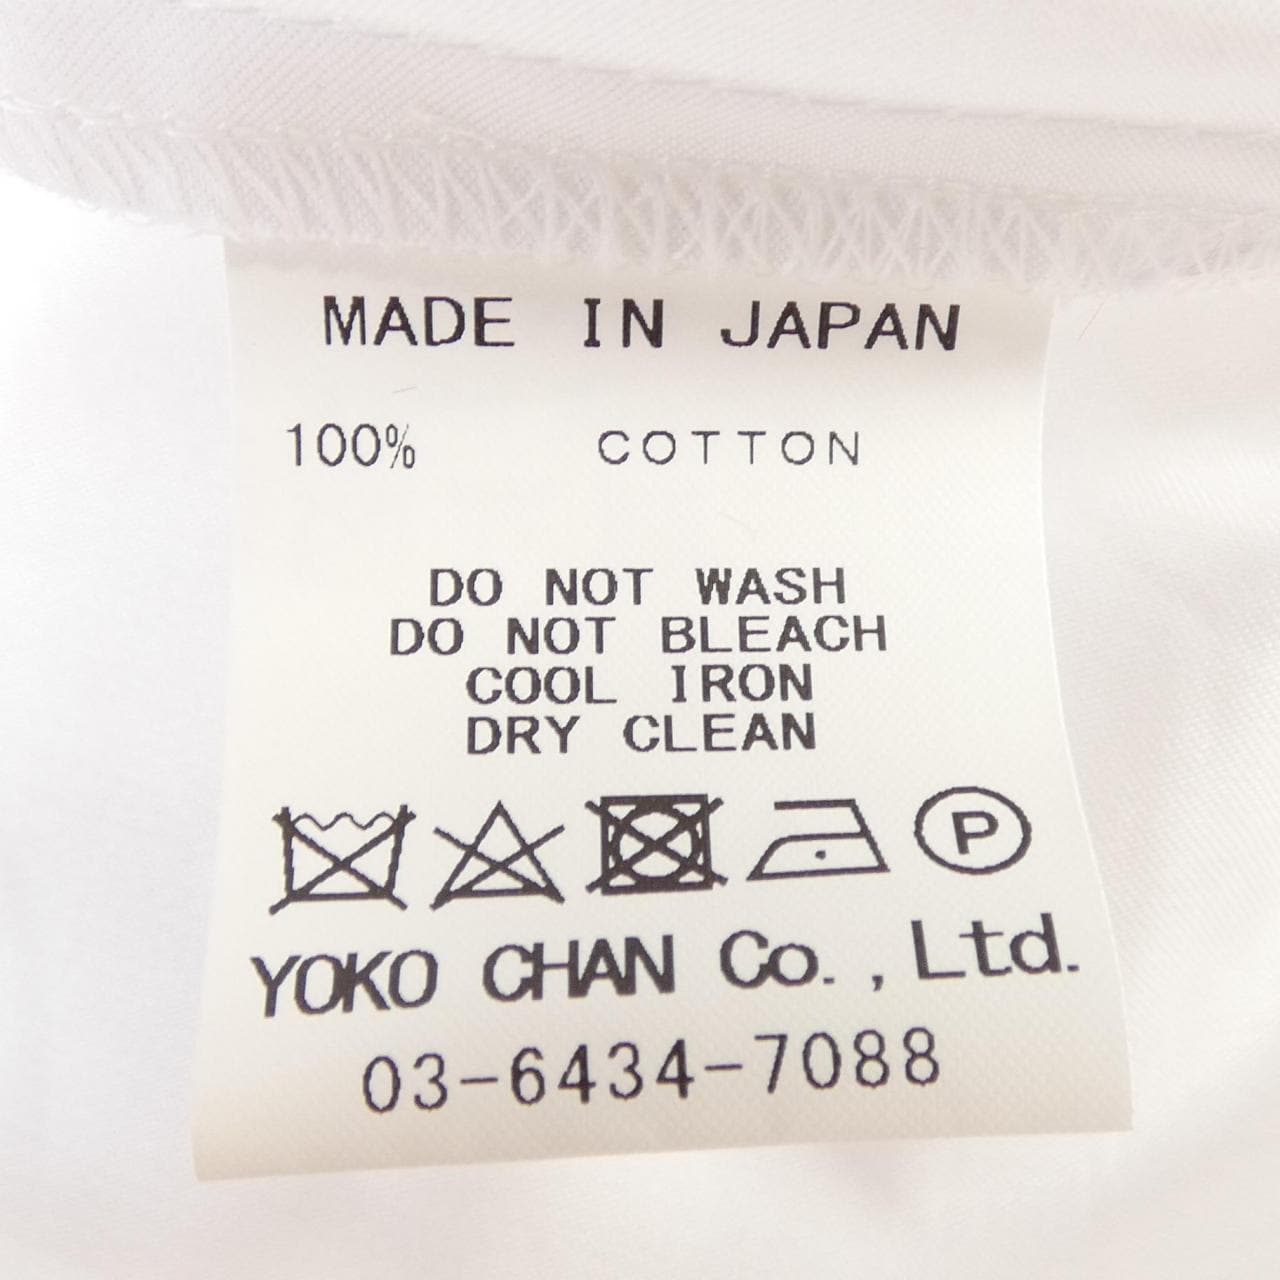 MADE IN JAPAN
100% COTTON
DO NOT WASH
DO NOT BLEACH
COOL IRON
DRY CLEAN
P
YOKO CHAN Co.,Ltd.
03-6434-7088